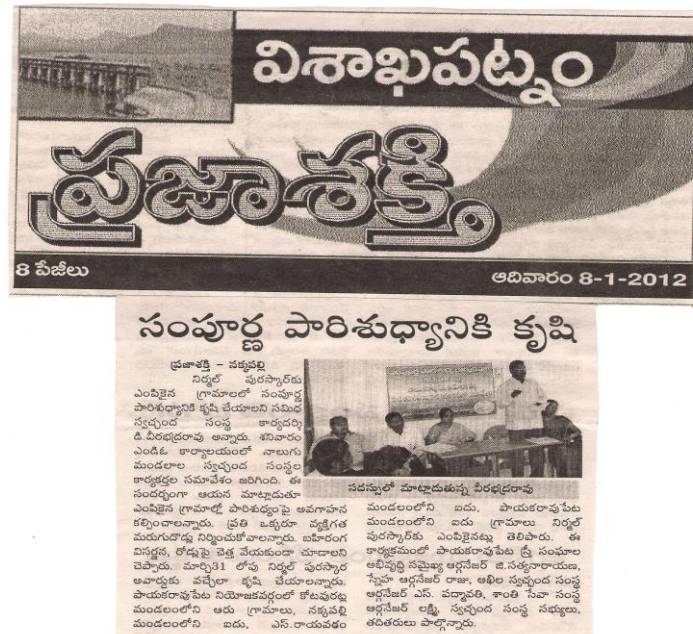 విశాఖపట్నం
ప్రజాశక్తి
8 పేజీలు
ఆదివారం 8-1-2012
సంపూర్ణ పారిశుధ్యానికి కృషి
ప్రజాశక్తి - నక్కపల్లి
నిర్మల్ పురస్కార్‌కు
ఎంపికైన గ్రామాలలో సంపూర్ణ
పారిశుధ్యానికి కృషి చేయాలని సమిధ
స్వచ్ఛంద సంస్థ కార్యదర్శి
డి.వీరభద్రరావు అన్నారు. శనివారం
ఎండిఓ కార్యాలయంలో నాలుగు
మండలాల స్వచ్ఛంద సంస్థల
కార్యకర్తల సమావేశం జరిగింది. ఈ
సందర్భంగా ఆయన మాట్లాడుతూ
ఎంపికైన గ్రామాల్లో పారిశుధ్యంపై అవగాహన
కల్పించాలన్నారు. ప్రతి ఒక్కరూ వ్యక్తిగత
మరుగుదొడ్లు నిర్మించుకోవాలన్నారు. బహిరంగ
విసర్జన, రోడ్లుపై చెత్త వేయకుండా చూడాలని
చెప్పారు. మార్చి31 లోపు నిర్మల్ పురస్కార
అవార్డుకు వచ్చేలా కృషి చేయాలన్నారు.
పాయకరావుపేట నియోజకవర్గంలో కోటవురట్ల
మండలంలోని ఆరు గ్రామాలు, నక్కపల్లి
మండలంలోని ఐదు, ఎస్.రాయవరం
సదస్సులో మాట్లాడుతున్న వీరభద్రరావు
మండలంలోని ఐదు, పాయకరావుపేట
మండలంలోని ఐదు గ్రామాలు నిర్మల్
పురస్కార్‌కు ఎంపికైనట్లు తెలిపారు. ఈ
కార్యక్రమంలో పాయకరావుపేట స్త్రీ సంఘాల
అభివృద్ధి సమైఖ్య ఆర్గనేజర్ జి.సత్యనారాయణ,
స్నేహ ఆర్గనేజర్ రాజు, అఖిల స్వచ్ఛంద సంస్థ
ఆర్గనేజర్ ఎస్. పద్మావతి, శాంతి సేవా సంస్థ
ఆర్గనేజర్ లక్ష్మి, స్వచ్ఛంద సంస్థ సభ్యులు,
తదితరులు పాల్గొన్నారు.